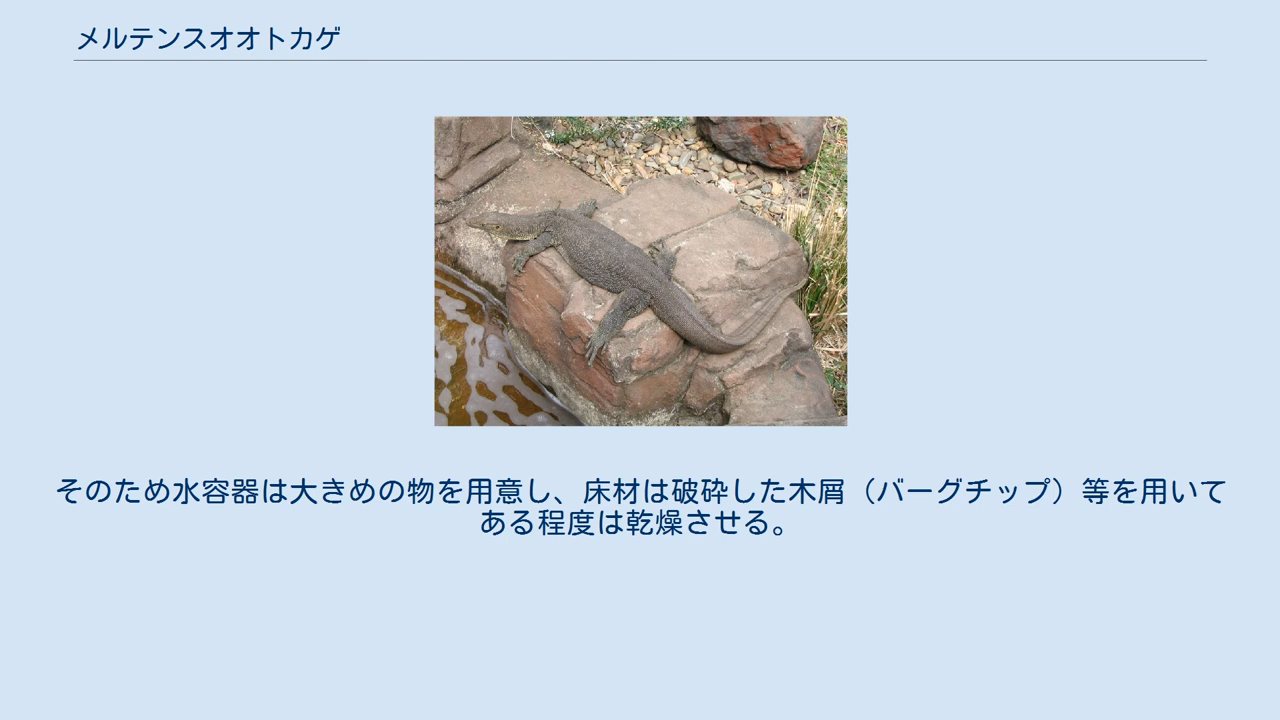 メルテンスオオトカゲ
そのため水容器は大きめの物を用意し、床材は破砕した木屑（バーグチップ）等を用いて
ある程度は乾燥させる。